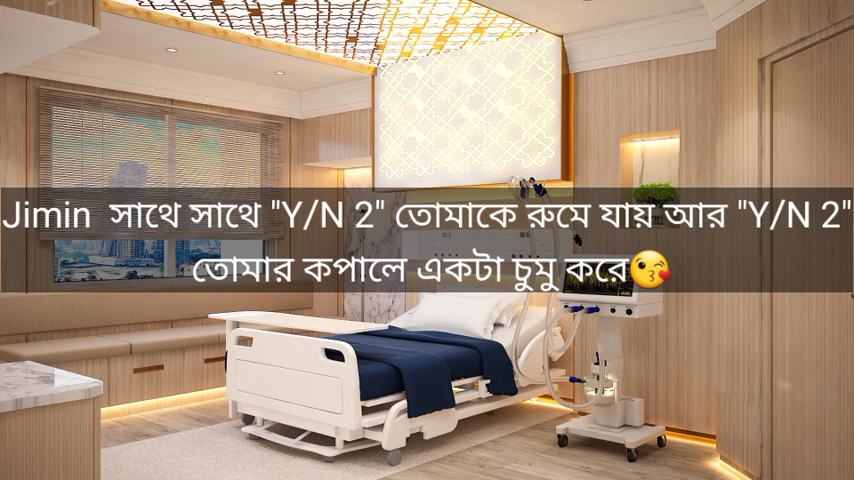 Jimin সাথে সাথে "Y/N 2" তোমাকে রুমে যায় আর "Y/N 2"
তোমার কপালে একটা চুমু করে😘